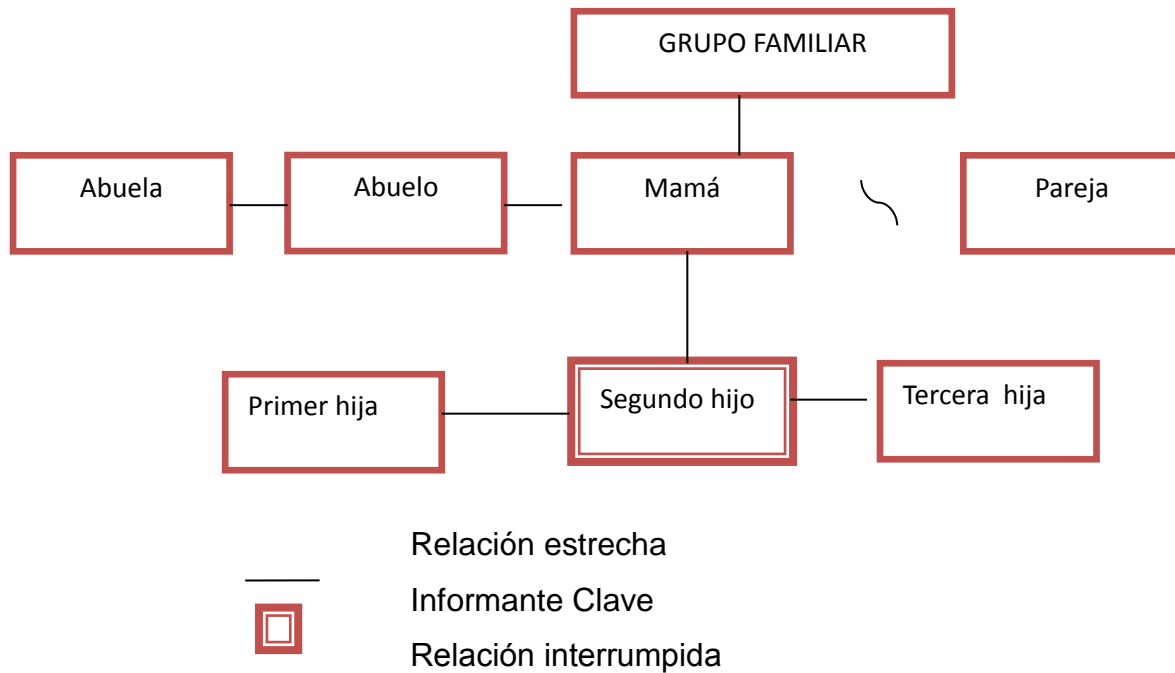 GRUPO FAMILIAR
Abuela
Abuelo
Mamá
Pareja
Primer hija
Segundo hijo
Tercera hija
Relación estrecha
Informante Clave
Relación interrumpida